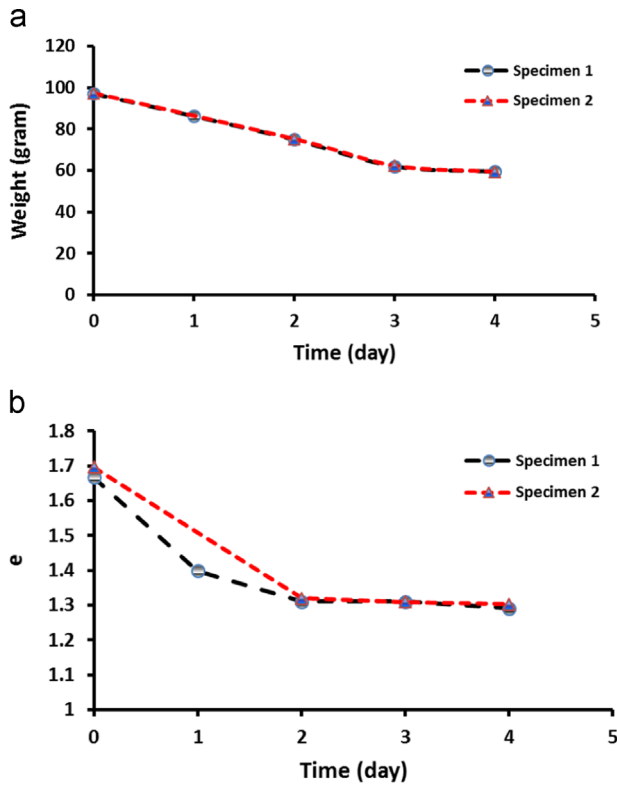 a
120
100
80
60
40
20
0
Weight (gram)
Specimen 1
Specimen 2
0 1 2 3 4 5
Time (day)
b
1.8
1.7
1.6
1.5
1.4
1.3
1.2
1.1
1
e
Specimen 1
Specimen 2
0 1 2 3 4 5
Time (day)